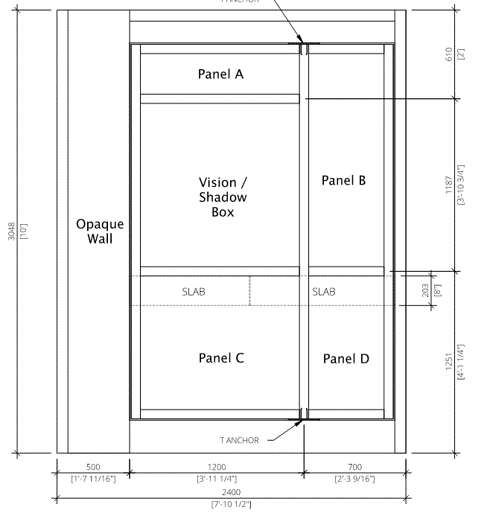 T ANCHOR
610
[2']
Panel A
Vision /
Shadow
Box
Panel B
1187
[3'-10 3/4"]
Opaque
Wall
3048
[10']
SLAB
SLAB
203
[8"]
Panel C
Panel D
1251
[4'-1 1/4"]
T ANCHOR
500
[1'-7 11/16"]
1200
[3'-11 1/4"]
700
[2'-3 9/16"]
2400
[7'-10 1/2"]